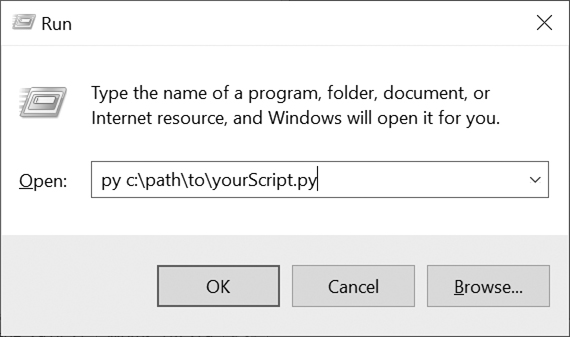 Run
Type the name of a program, folder, document, or
Internet resource, and Windows will open it for you.
Open: py c:\path\to\yourScript.py
OK Cancel Browse...